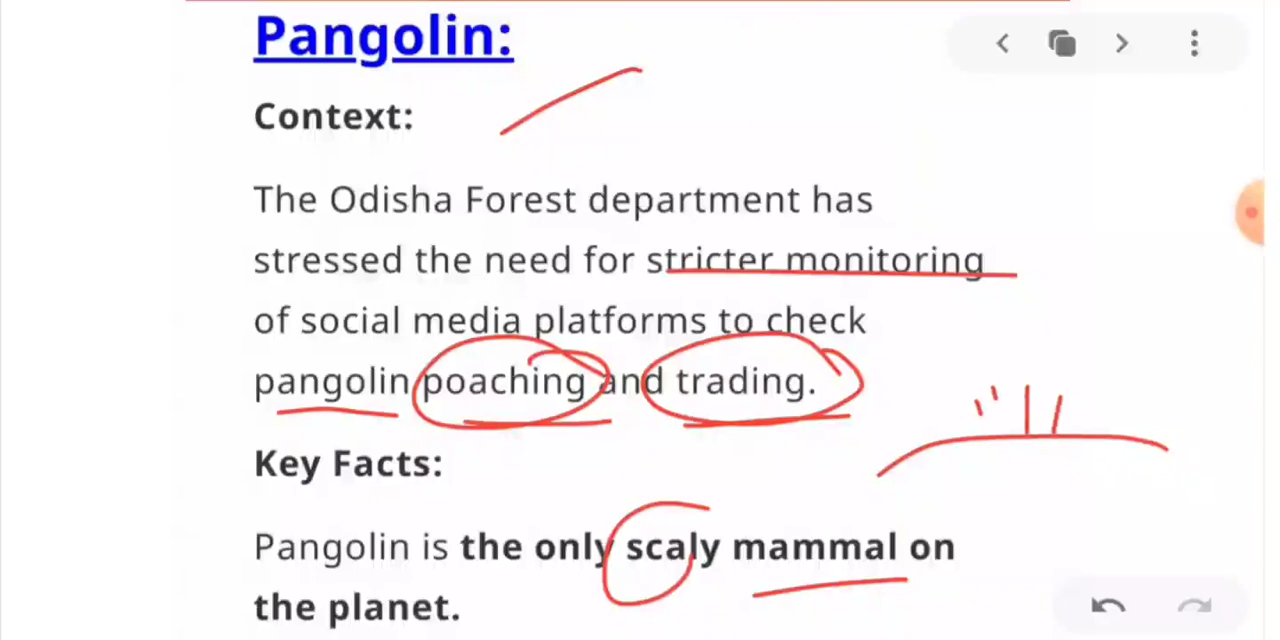 Pangolin:
Context:
The Odisha Forest department has
stressed the need for stricter monitoring
of social media platforms to check
pangolin poaching and trading.
Key Facts:
Pangolin is the only scaly mammal on
the planet.